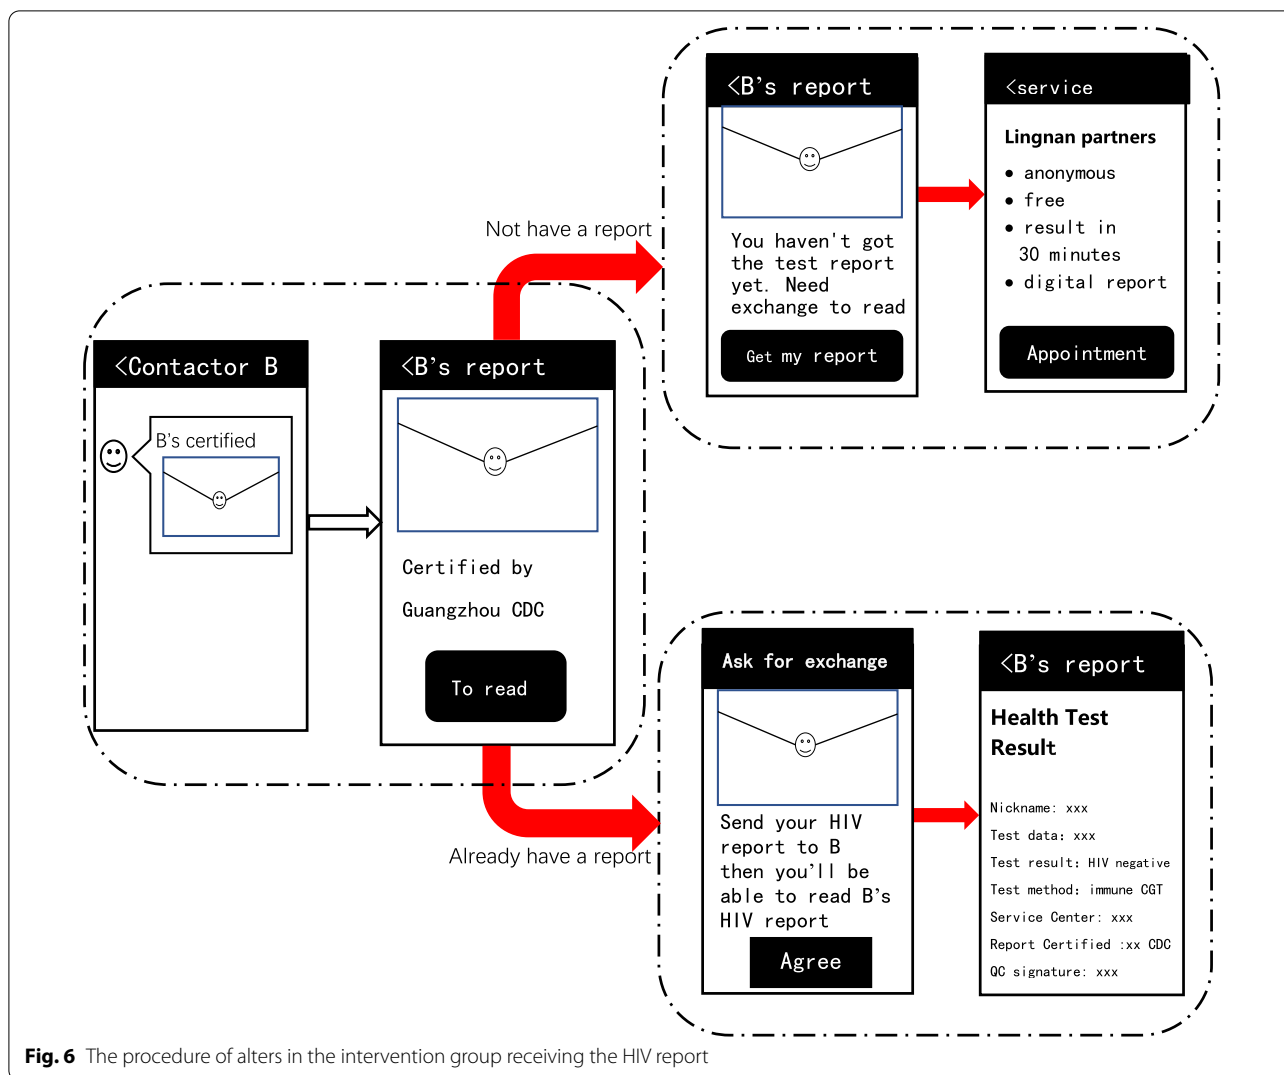 <Contactor B
B's certified
<B's report
Certified by
Guangzhou CDC
To read
Not have a report
<B's report
You haven't got
the test report
yet. Need
exchange to read
Get my report
<service
Lingnan partners
• anonymous
• free
• result in
30 minutes
• digital report
Appointment
Already have a report
Ask for exchange
Send your HIV
report to B
then you'll be
able to read B's
HIV report
Agree
<B's report
Health Test
Result
Nickname: xxx
Test data: xxx
Test result: HIV negative
Test method: immune CGT
Service Center: xxx
Report Certified :xx CDC
QC signature: xxx
Fig. 6 The procedure of alters in the intervention group receiving the HIV report